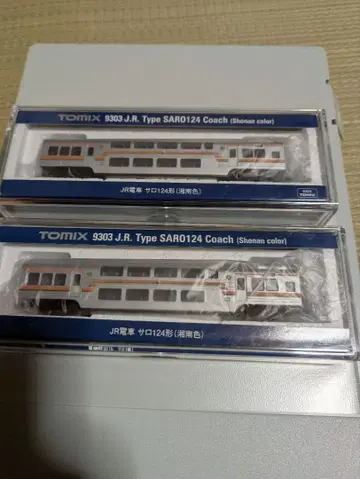 TOMIX 9303 J.R. Type SARO124 Coach (Shonan color)
JR電車 サロ124形(湘南色)
TOMIX 9303 J.R. Type SARO124 Coach (Shonan color)
JR電車 サロ124形(湘南色)